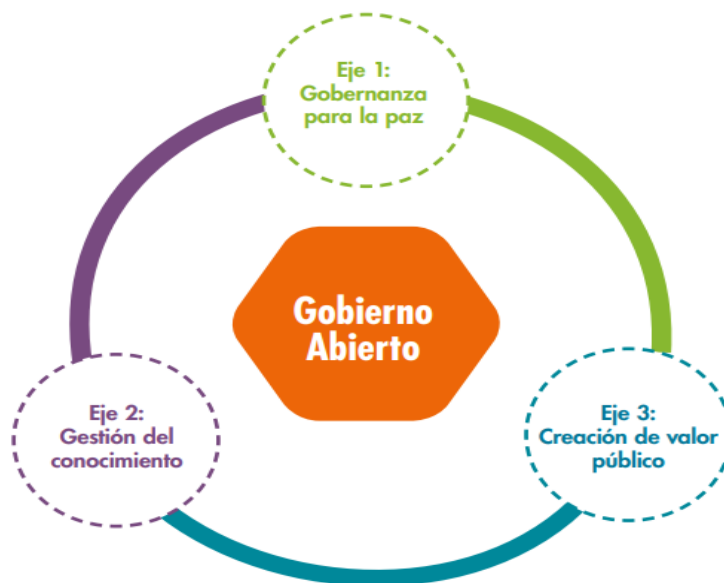 Eje 1:
Gobernanza
para la paz
Gobierno
Abierto
Eje 2:
Gestión del
conocimiento
Eje 3:
Creación de valor
público